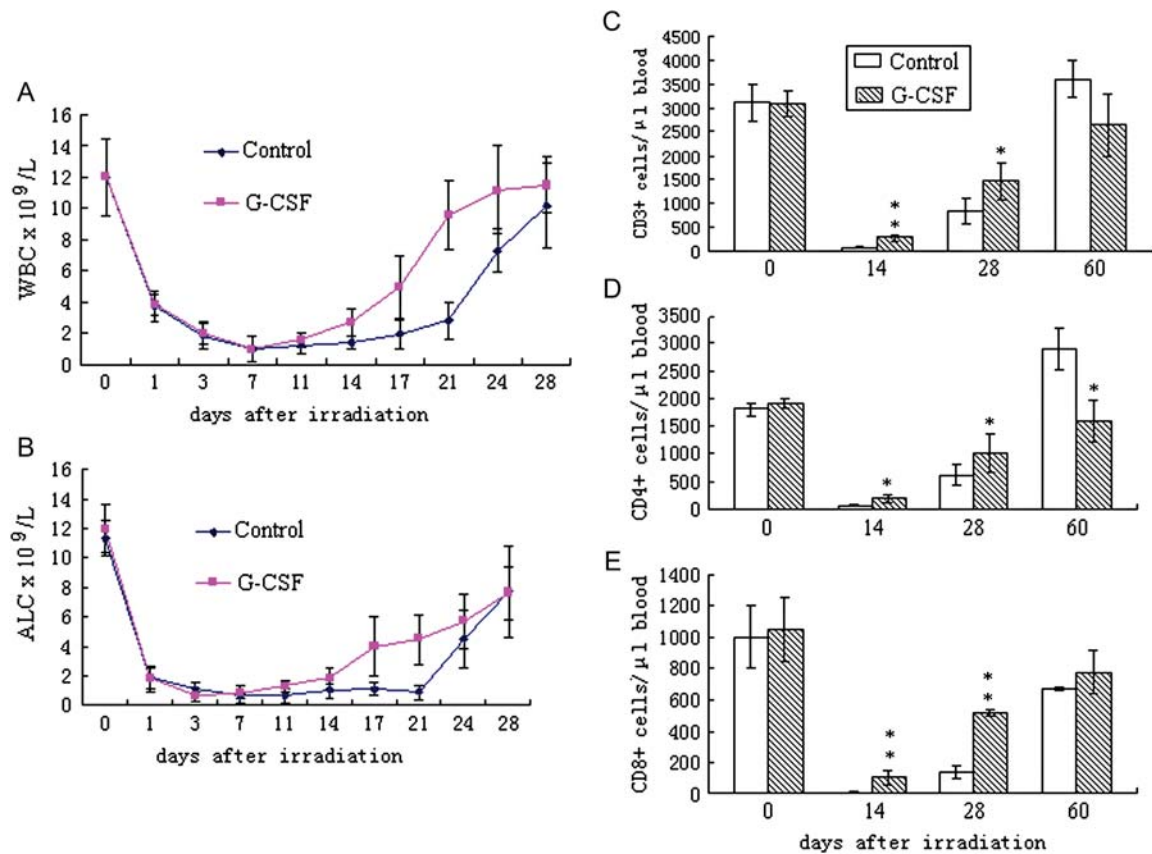 A
WBC x 10⁹/L
16
14
12
10
8
6
4
2
0
Control
G-CSF
0 1 3 7 11 14 17 21 24 28
days after irradiation
B
ALC x 10⁹/L
16
14
12
10
8
6
4
2
0
Control
G-CSF
0 1 3 7 11 14 17 21 24 28
days after irradiation
C
CD3+ cells/μl blood
4500
4000
3500
3000
2500
2000
1500
1000
500
0
Control
G-CSF
*
*
*
0 14 28 60
D
CD4+ cells/μl blood
3500
3000
2500
2000
1500
1000
500
0
*
*
*
0 14 28 60
E
CD8+ cells/μl blood
1400
1200
1000
800
600
400
200
0
*
*
*
*
0 14 28 60
days after irradiation